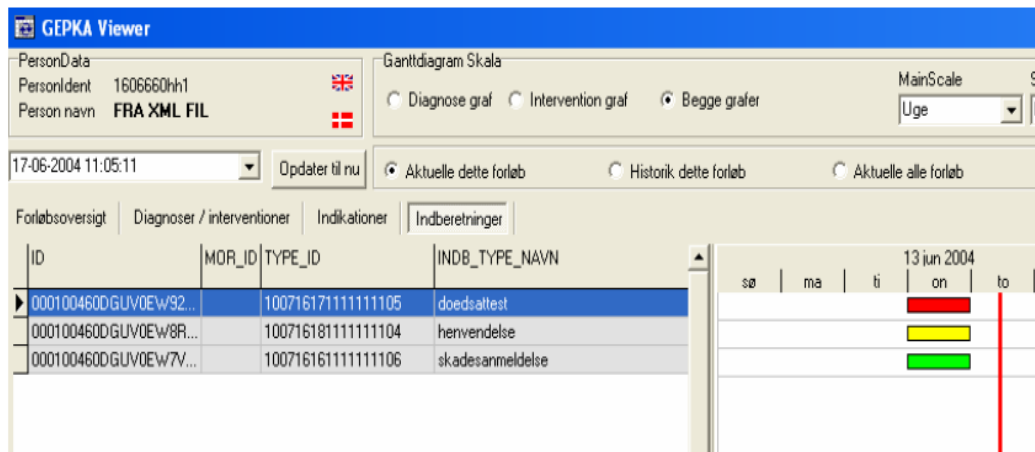 GEPKA Viewer
PersonData
PersonIdent 1606660hh1
Person navn FRA XML FIL
Ganttdiagram Skala
Diagnose graf Intervention graf Begge grafer
MainScale
Uge
17-06-2004 11:05:11 Opdater til nu
Aktuelle dette forløb Historik dette forløb Aktuelle alle forløb
Forløbsoversigt Diagnoser / interventioner Indikationer Indberetninger
ID MOR_ID TYPE_ID INDB_TYPE_NAVN
13 jun 2004
sø ma ti on to
000100460DGUV0EW92... 100716171111111105 doedsattest
000100460DGUV0EW8R... 100716181111111104 henvendelse
000100460DGUV0EW7V... 100716161111111106 skadesanmeldelse